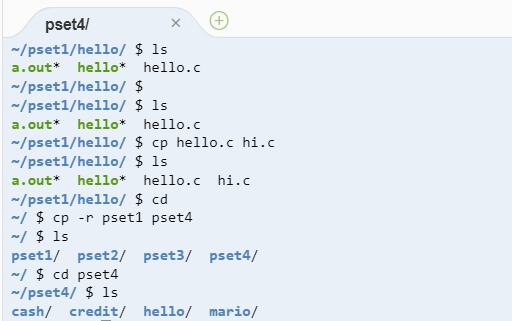 pset4/
~/pset1/hello/ $ ls
a.out*  hello*  hello.c
~/pset1/hello/ $
~/pset1/hello/ $ ls
a.out*  hello*  hello.c
~/pset1/hello/ $ cp hello.c hi.c
~/pset1/hello/ $ ls
a.out*  hello*  hello.c  hi.c
~/pset1/hello/ $ cd
~/ $ cp -r pset1 pset4
~/ $ ls
pset1/  pset2/  pset3/  pset4/
~/ $ cd pset4
~/pset4/ $ ls
cash/  credit/  hello/  mario/